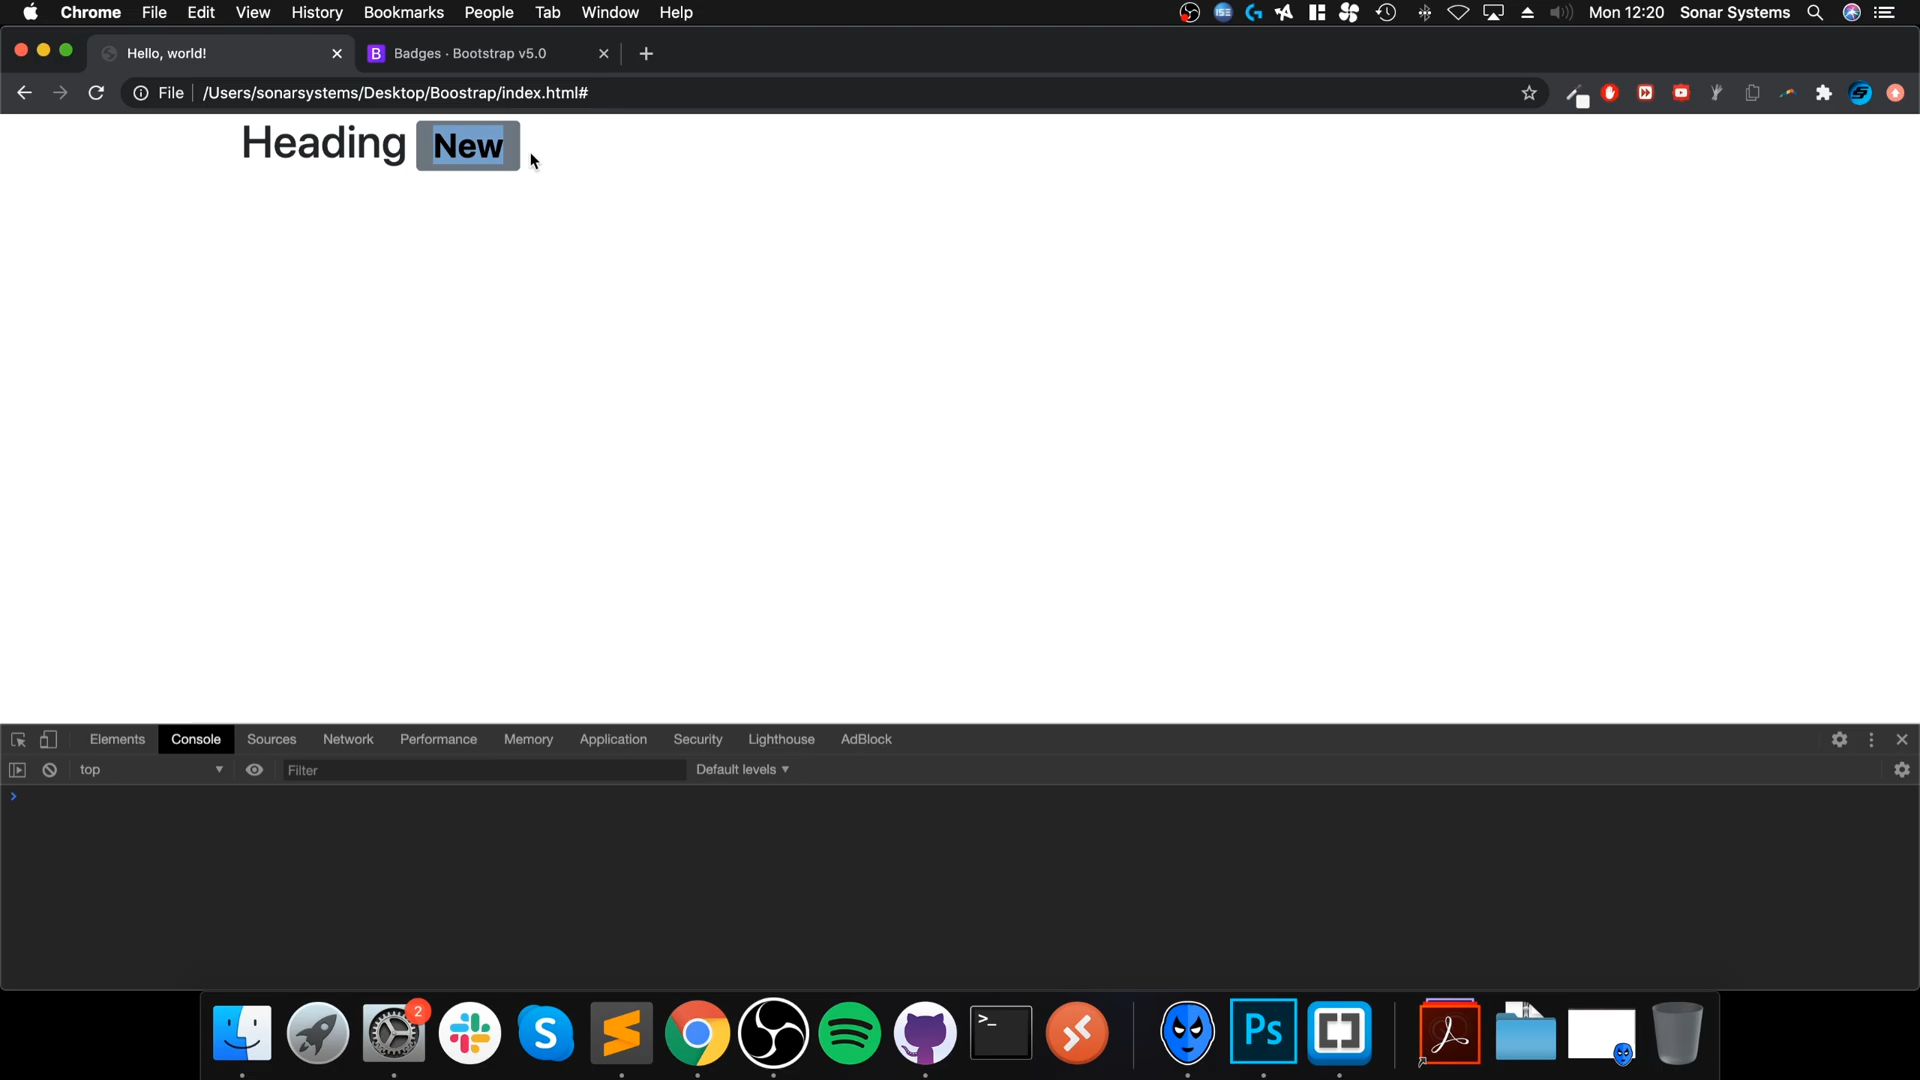 Chrome File Edit View History Bookmarks People Tab Window Help
Mon 12:20 Sonar Systems
Hello, world!
Badges · Bootstrap v5.0
File /Users/sonarsystems/Desktop/Boostrap/index.html#
Heading New
Elements Console Sources Network Performance Memory Application Security Lighthouse AdBlock
top Filter Default levels
2
S
>_
Ps